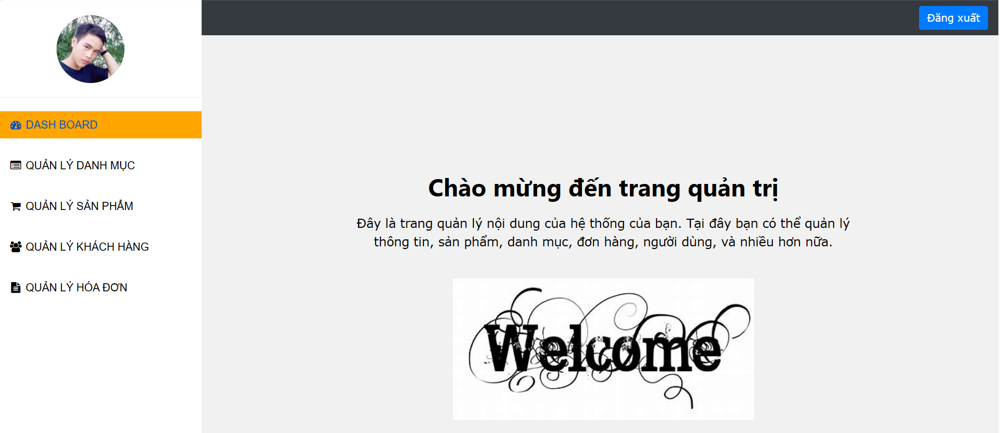 Đăng xuất
DASH BOARD
QUẢN LÝ DANH MỤC
QUẢN LÝ SẢN PHẨM
QUẢN LÝ KHÁCH HÀNG
QUẢN LÝ HÓA ĐƠN
Chào mừng đến trang quản trị
Đây là trang quản lý nội dung của hệ thống của bạn. Tại đây bạn có thể quản lý
thông tin, sản phẩm, danh mục, đơn hàng, người dùng, và nhiều hơn nữa.
Welcome